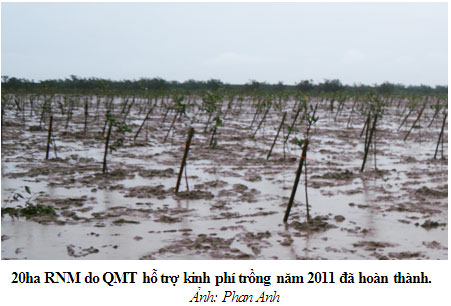 20ha RNM do QMT hỗ trợ kinh phí trồng năm 2011 đã hoàn thành.
Ảnh: Phan Anh